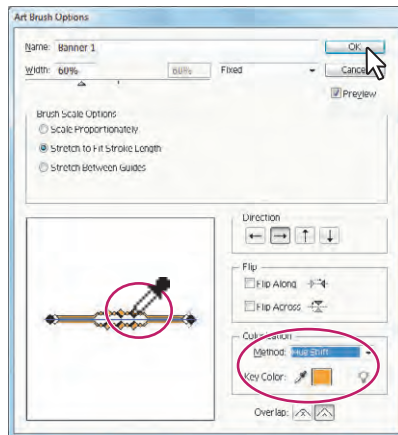 Art Brush Options
Name: Banner 1
OK
Width: 60% 60% Fixed
Cancel
Preview
Brush Scale Options
Scale Proportionately
Stretch to Fit Stroke Length
Stretch Between Guides
Direction
Flip
Flip Along
Flip Across
Colorization
Method: Hue Shift
Key Color:
Overlap: